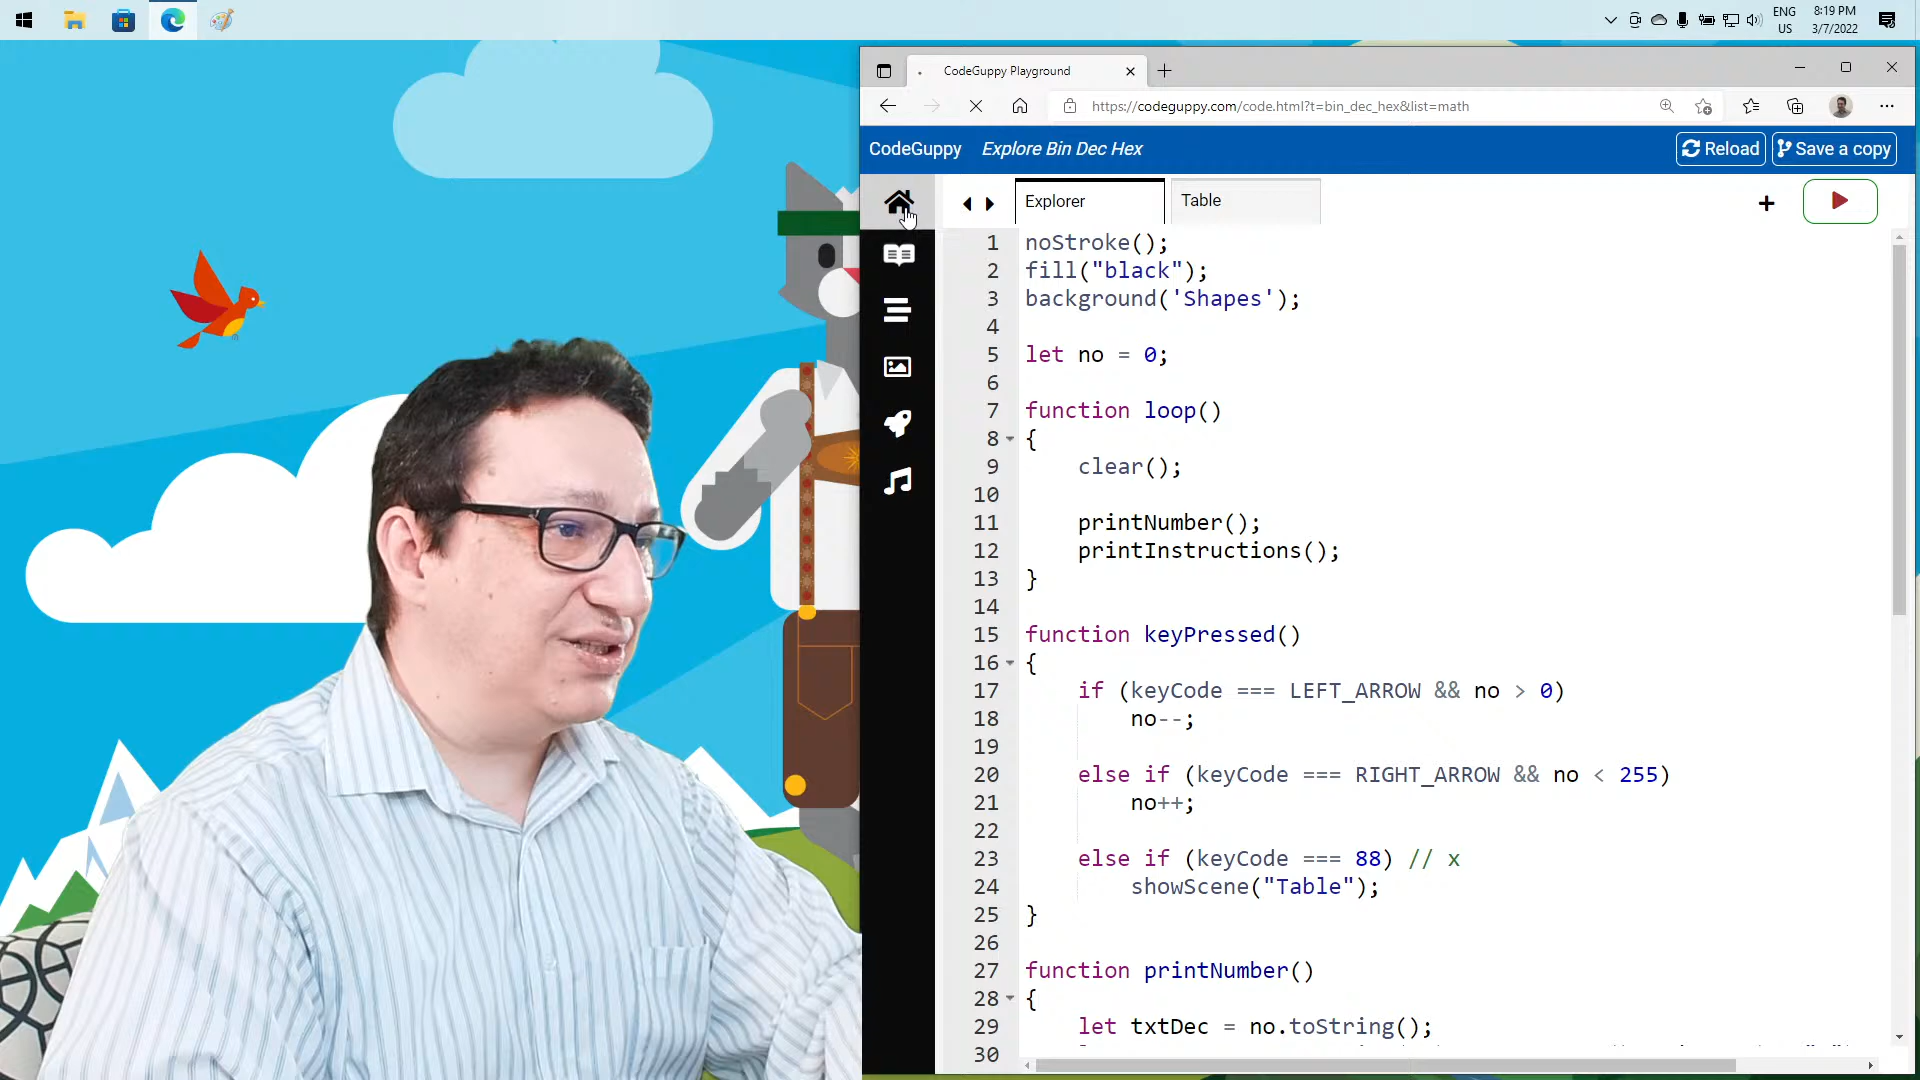 ENG
US
8:19 PM
3/7/2022
CodeGuppy Playground
https://codeguppy.com/code.html?t=bin_dec_hex&list=math
CodeGuppy Explore Bin Dec Hex Reload Save a copy
Explorer Table
1 noStroke();
2 fill("black");
3 background('Shapes');
4
5 let no = 0;
6
7 function loop()
8 {
9 clear();
10
11 printNumber();
12 printInstructions();
13 }
14
15 function keyPressed()
16 {
17 if (keyCode === LEFT_ARROW && no > 0)
18 no--;
19
20 else if (keyCode === RIGHT_ARROW && no < 255)
21 no++;
22
23 else if (keyCode === 88) // x
24 showScene("Table");
25 }
26
27 function printNumber()
28 {
29 let txtDec = no.toString();
30